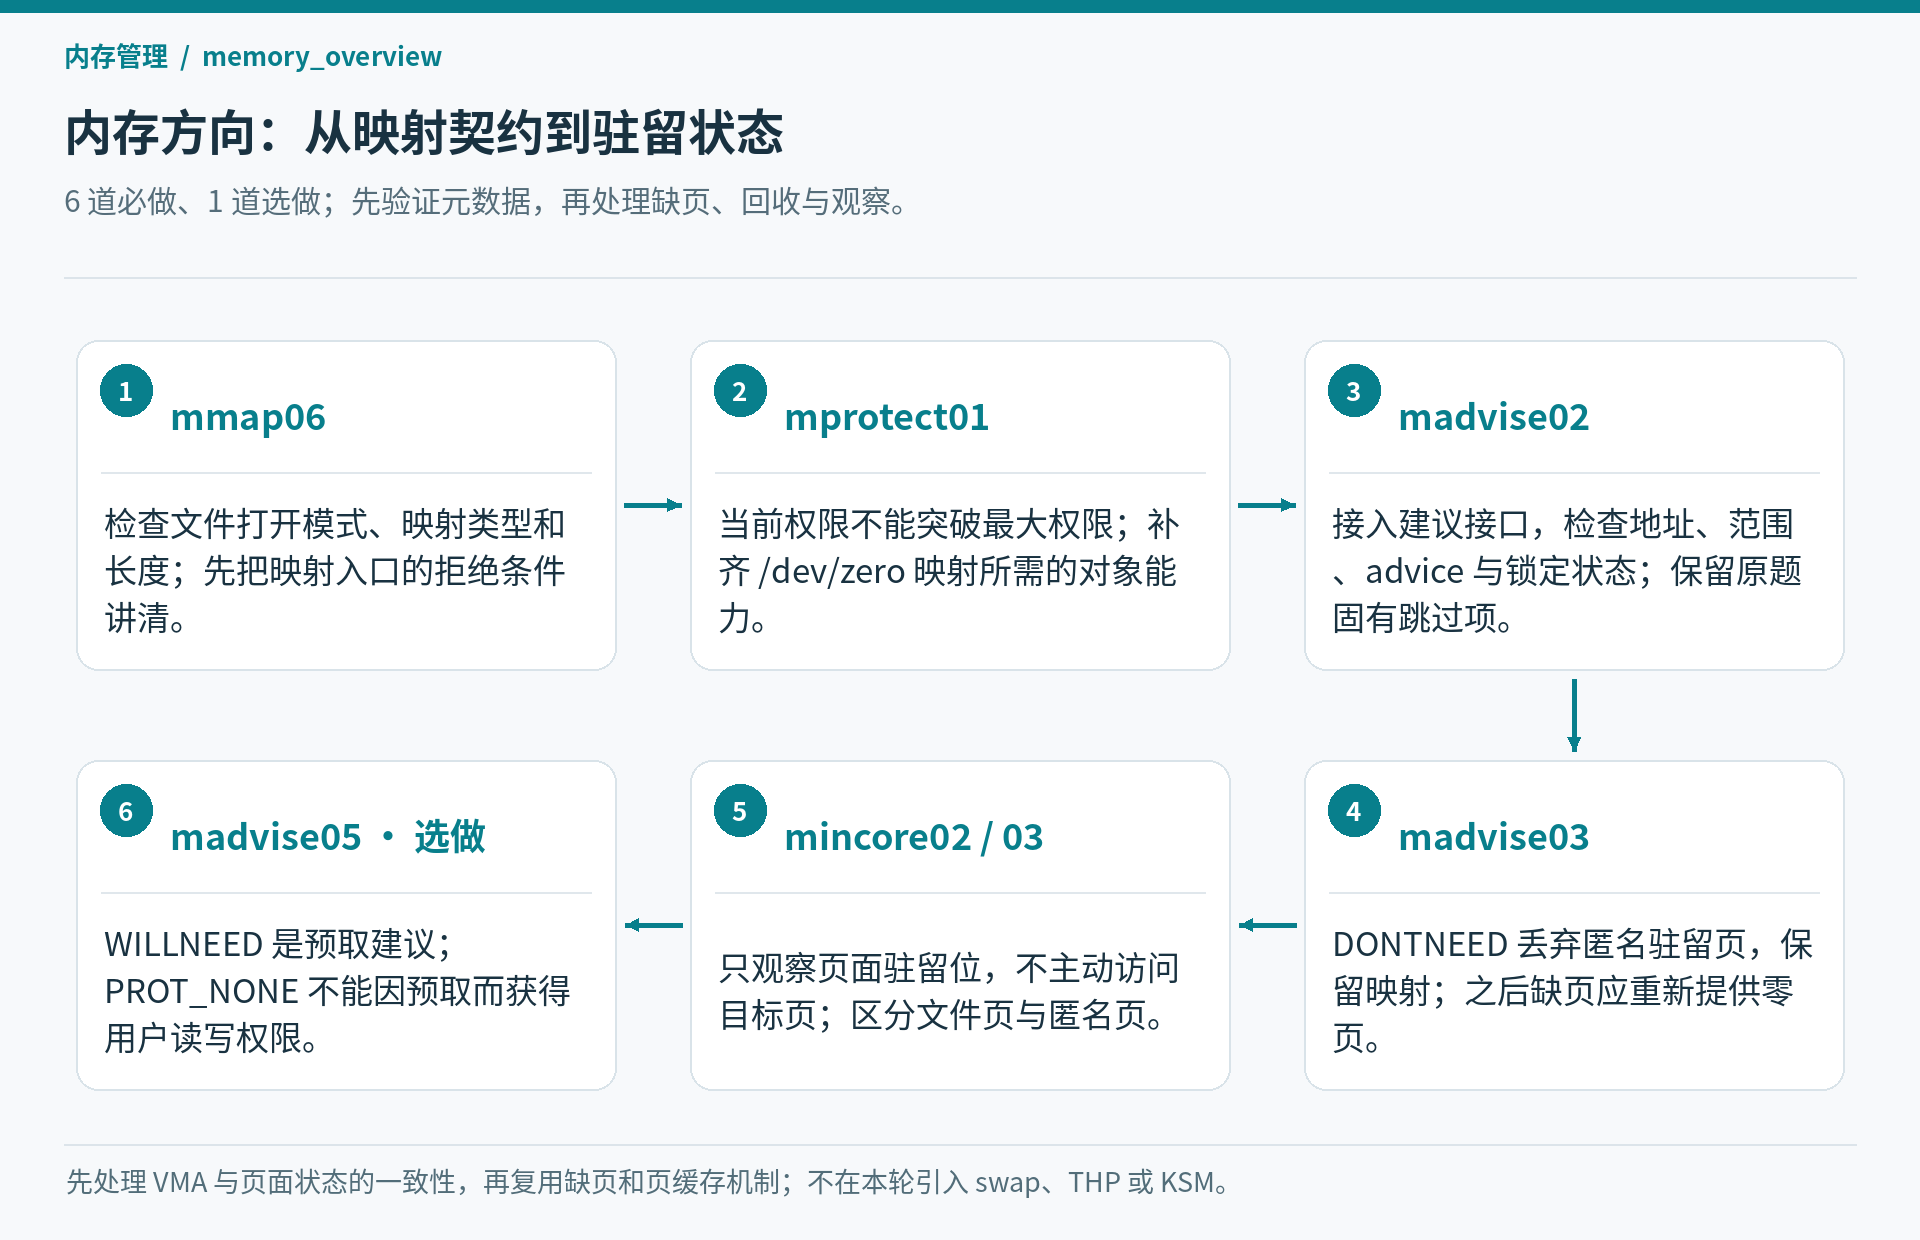 内存管理 / memory_overview
内存方向：从映射契约到驻留状态
6 道必做、1 道选做；先验证元数据，再处理缺页、回收与观察。
1
mmap06
检查文件打开模式、映射类型和
长度；先把映射入口的拒绝条件
讲清。
2
mprotect01
当前权限不能突破最大权限；补
齐 /dev/zero 映射所需的对象能
力。
3
madvise02
接入建议接口，检查地址、范围
、advice 与锁定状态；保留原题
固有跳过项。
4
madvise03
DONTNEED 丢弃匿名驻留页，保
留映射；之后缺页应重新提供零
页。
5
mincore02 / 03
只观察页面驻留位，不主动访问
目标页；区分文件页与匿名页。
6
madvise05 · 选做
WILLNEED 是预取建议；
PROT_NONE 不能因预取而获得
用户读写权限。
先处理 VMA 与页面状态的一致性，再复用缺页和页缓存机制；不在本轮引入 swap、THP 或 KSM。